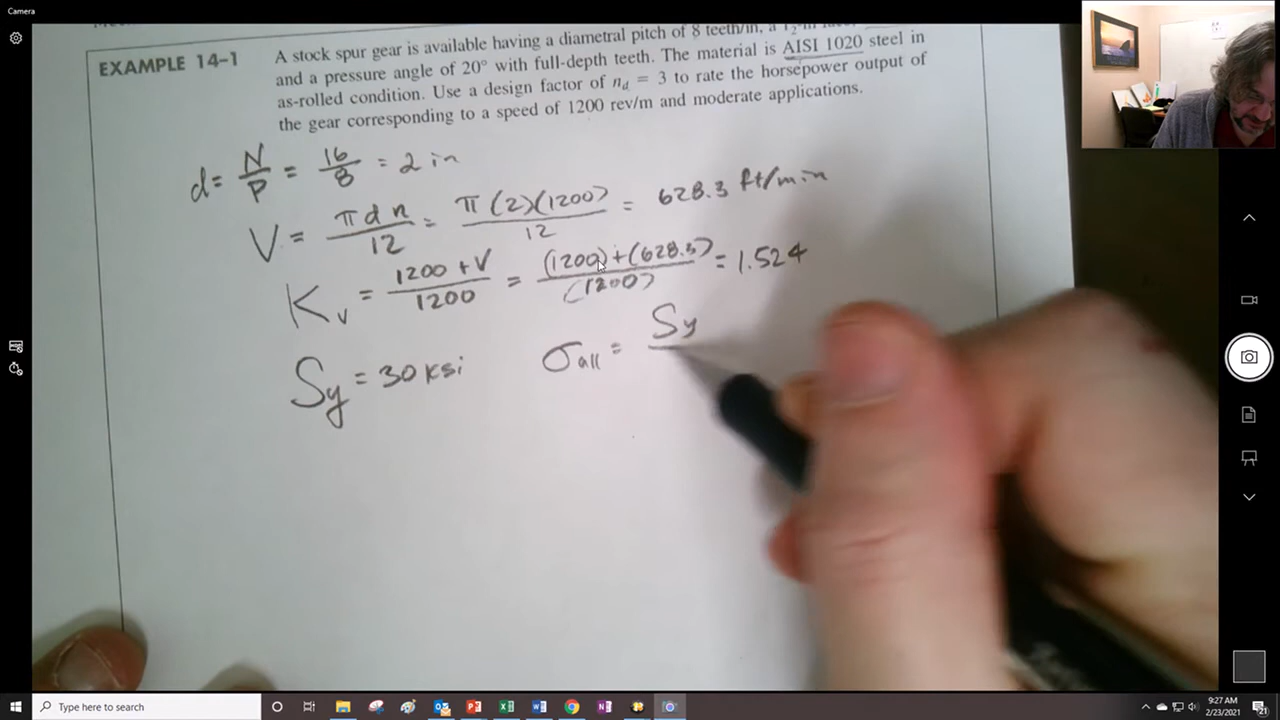 Camera
EXAMPLE 14–1
A stock spur gear is available having a diametral pitch of 8 teeth/in, a
and a pressure angle of 20° with full-depth teeth. The material is AISI 1020 steel in
as-rolled condition. Use a design factor of n_d = 3 to rate the horsepower output of
the gear corresponding to a speed of 1200 rev/m and moderate applications.
d = N/P = 16/8 = 2 in
V = πdn/12 = π(2)(1200)/12 = 628.3 ft/min
K_v = 1200 + V/1200 = (1200)+(628.3)/(1200) = 1.524
S_y = 30 ksi σ_all = S_y
Type here to search
9:27 AM
2/23/2021
21